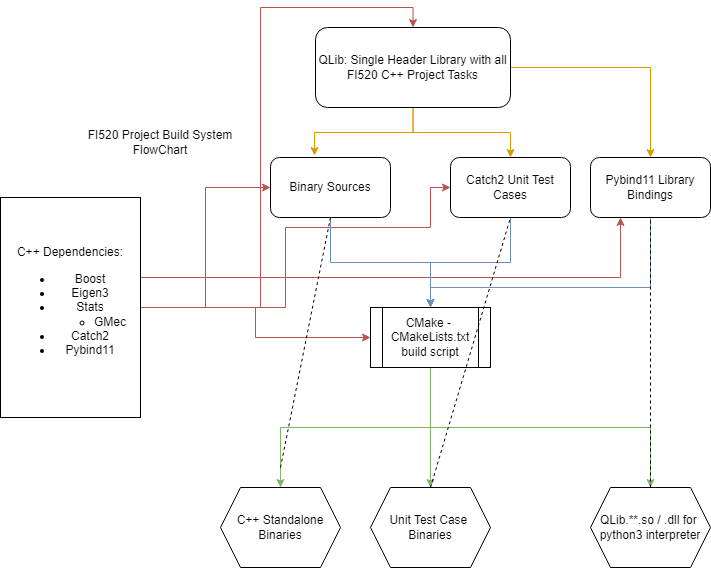 QLib: Single Header Library with all
FI520 C++ Project Tasks
FI520 Project Build System
FlowChart
Binary Sources
Catch2 Unit Test
Cases
Pybind11 Library
Bindings
C++ Dependencies:
• Boost
• Eigen3
• Stats
◦ GMec
• Catch2
• Pybind11
CMake -
CMakeLists.txt
build script
C++ Standalone
Binaries
Unit Test Case
Binaries
QLib.**.so / .dll for
python3 interpreter